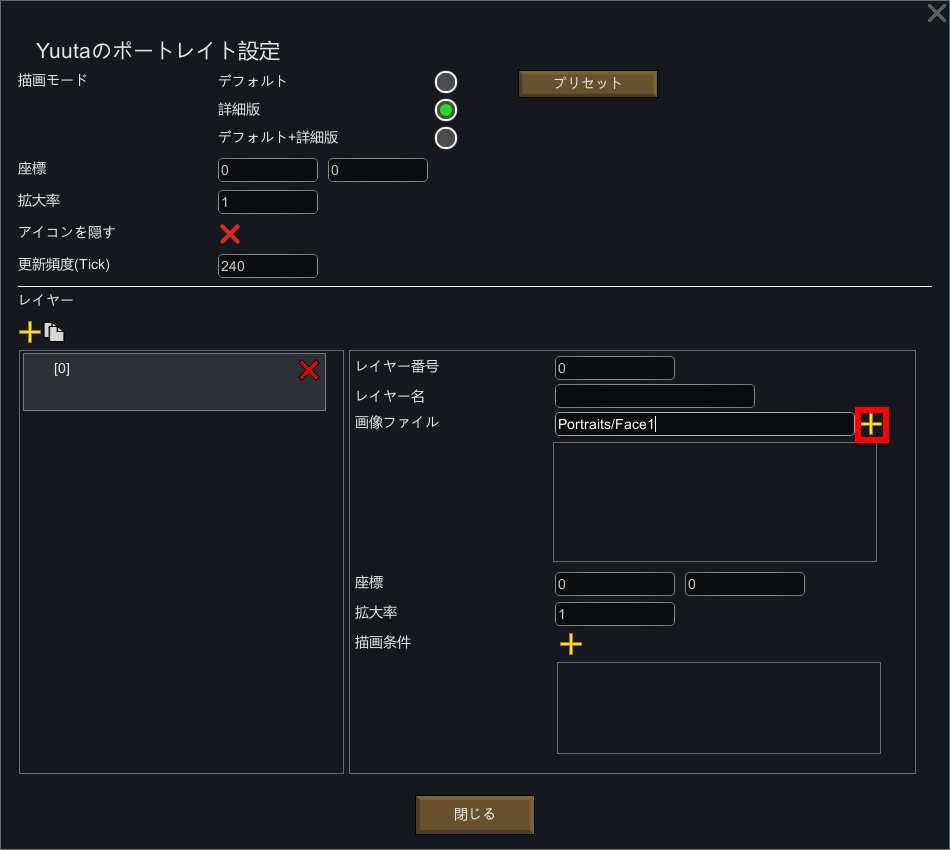 Yuutaのポートレイト設定
描画モード
デフォルト
プリセット
詳細版
デフォルト+詳細版
座標 0 0
拡大率 1
アイコンを隠す
更新頻度(Tick) 240
レイヤー
[0]
レイヤー番号 0
レイヤー名
画像ファイル Portraits/Face1
座標 0 0
拡大率 1
描画条件
閉じる